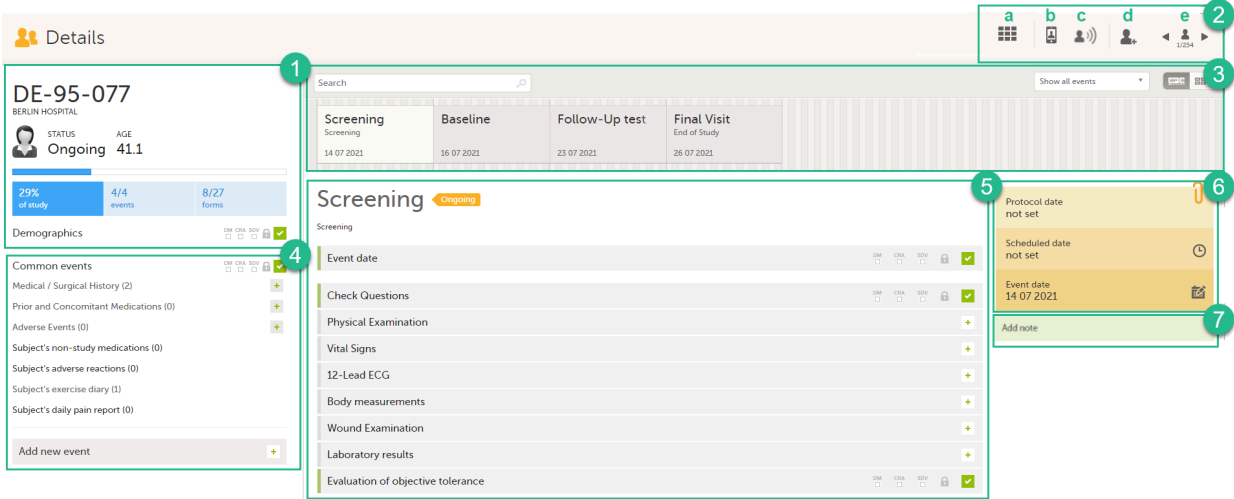 a b c d e 2
Details
1/254
1
DE-95-077
BERLIN HOSPITAL
STATUS AGE
Ongoing 41.1
29% 4/4 8/27
of study events forms
Demographics DM CRA SDV
Search Show all events 3
Screening Baseline Follow-Up test Final Visit
Screening End of Study
14 07 2021 16 07 2021 23 07 2021 26 07 2021
4
Common events DM CRA SDV
Medical / Surgical History (2)
Prior and Concomitant Medications (0)
Adverse Events (0)
Subject's non-study medications (0)
Subject's adverse reactions (0)
Subject's exercise diary (1)
Subject's daily pain report (0)
Add new event
5
Screening Ongoing
Screening
Event date DM CRA SDV
Check Questions DM CRA SDV
Physical Examination
Vital Signs
12-Lead ECG
Body measurements
Wound Examination
Laboratory results
Evaluation of objective tolerance DM CRA SDV
6
Protocol date
not set
Scheduled date
not set
Event date
14 07 2021
7
Add note